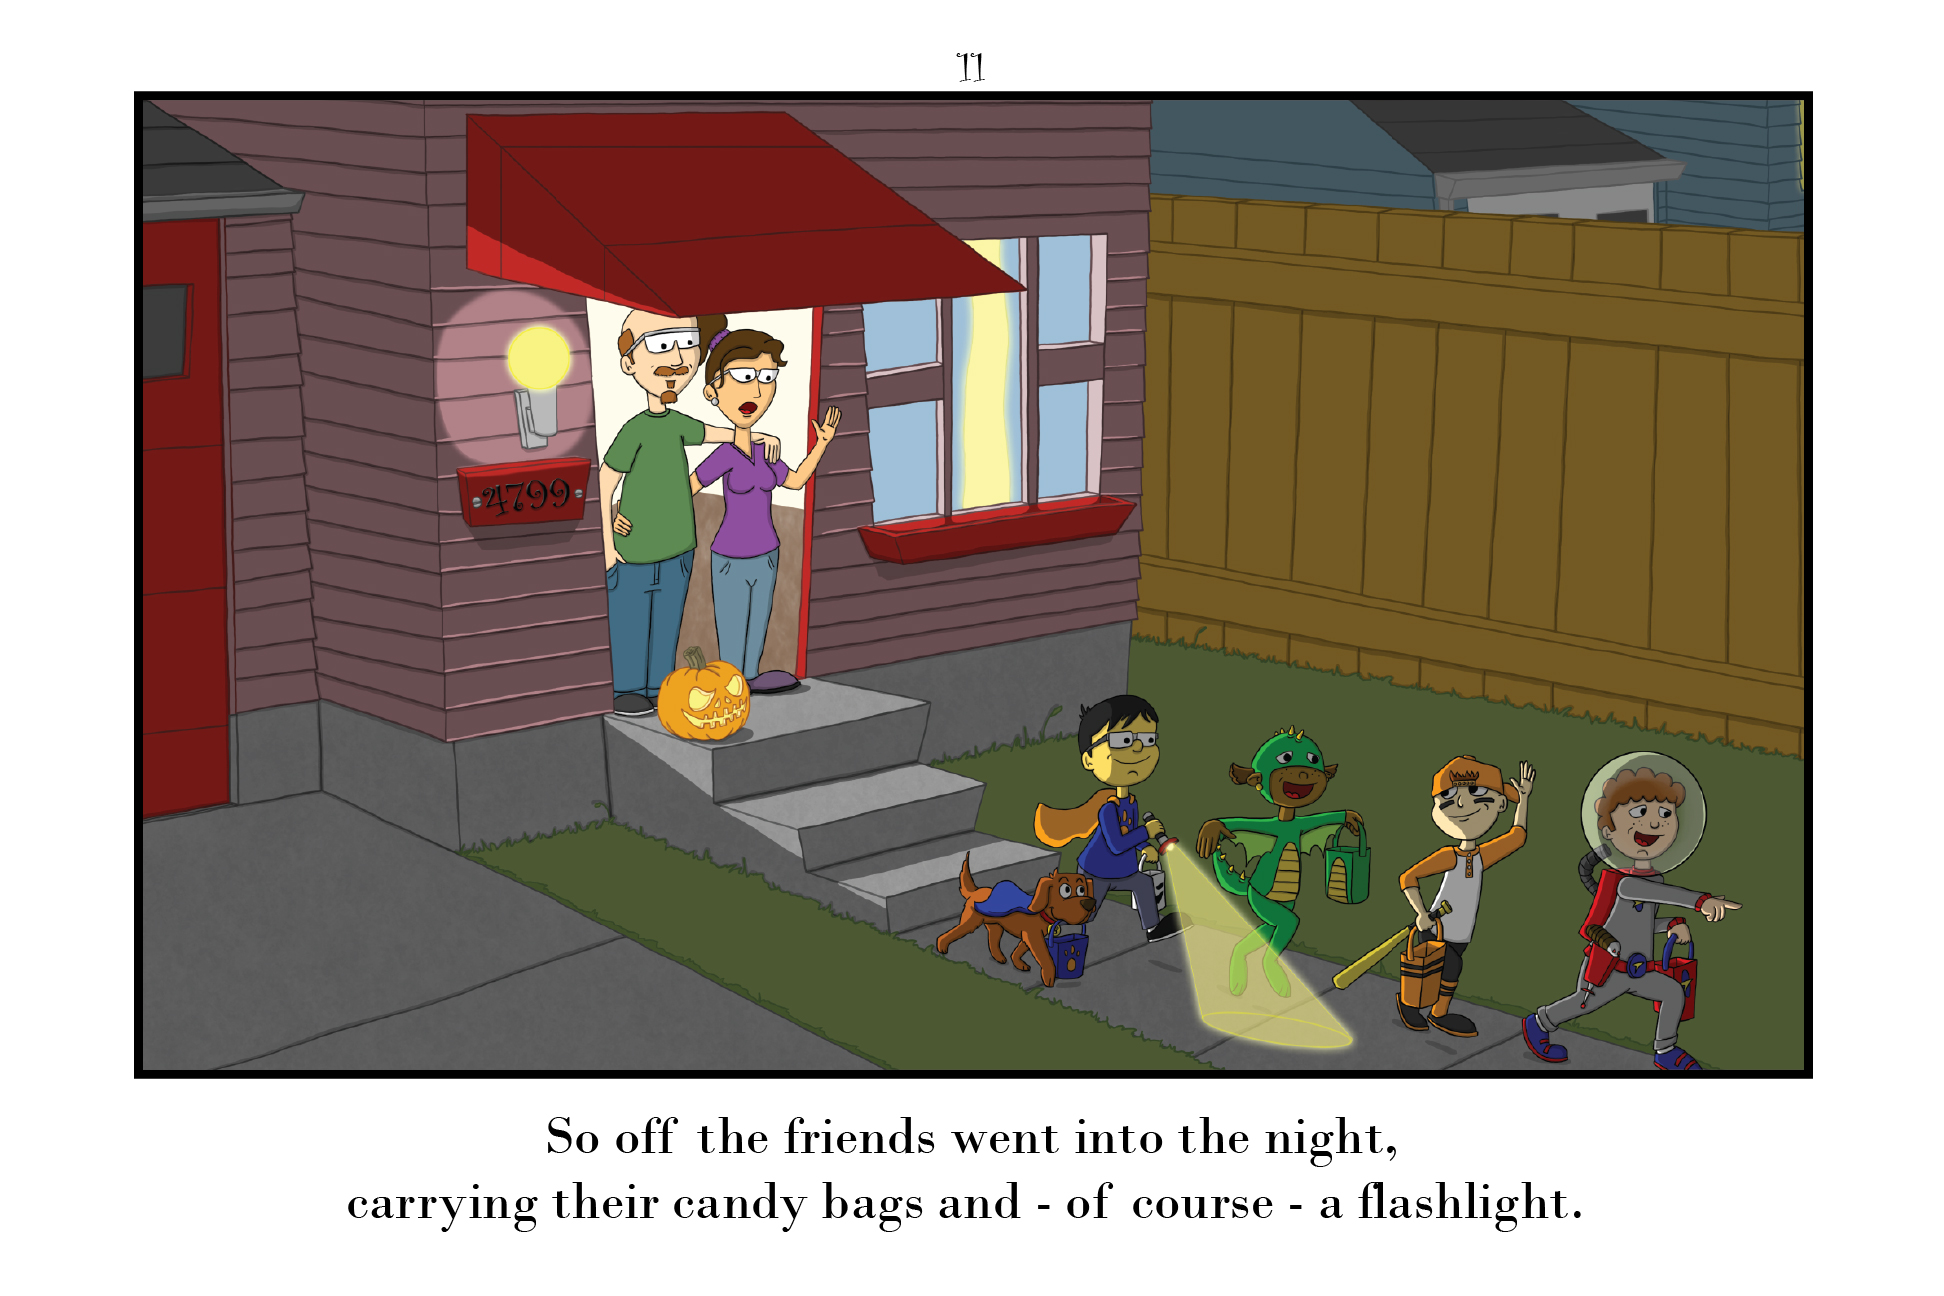 11
4799
So off the friends went into the night,
carrying their candy bags and - of course - a flashlight.